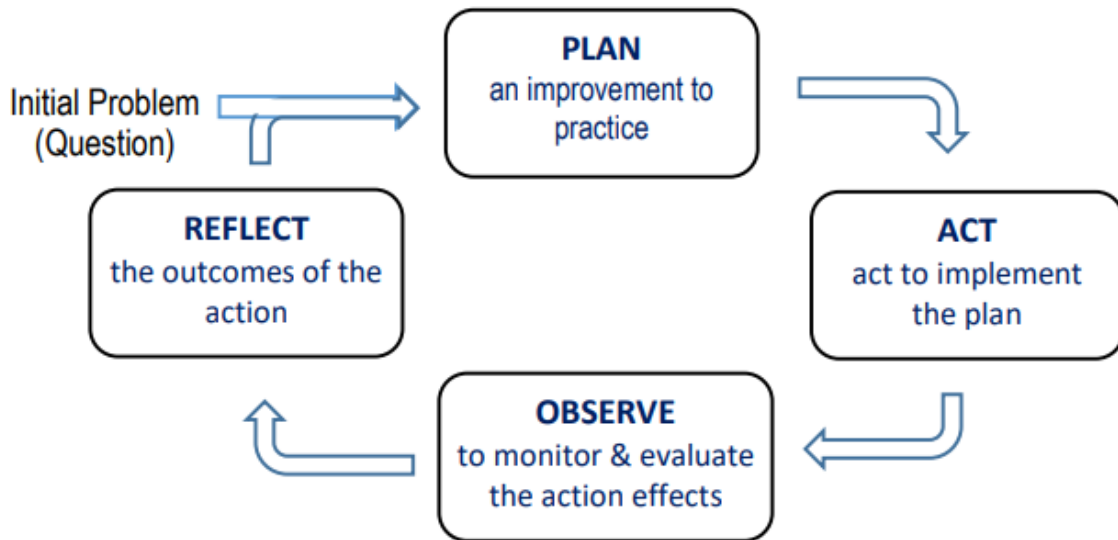 PLAN
an improvement to
practice
Initial Problem
(Question)
REFLECT
the outcomes of the
action
ACT
act to implement
the plan
OBSERVE
to monitor & evaluate
the action effects